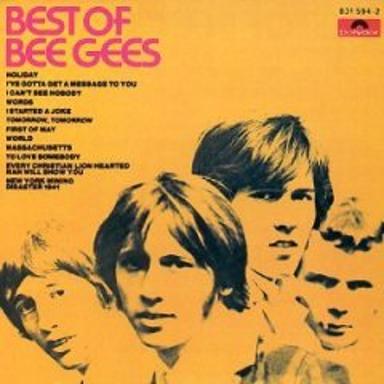 BEST OF
BEE GEES
831 594-2
Polydor
HOLIDAY
I'VE GOTTA GET A MESSAGE TO YOU
I CAN'T SEE NOBODY
WORDS
I STARTED A JOKE
TOMORROW, TOMORROW
FIRST OF MAY
WORLD
MASSACHUSETTS
TO LOVE SOMEBODY
EVERY CHRISTIAN LION HEARTED
MAN WILL SHOW YOU
NEW YORK MINING
DISASTER 1941